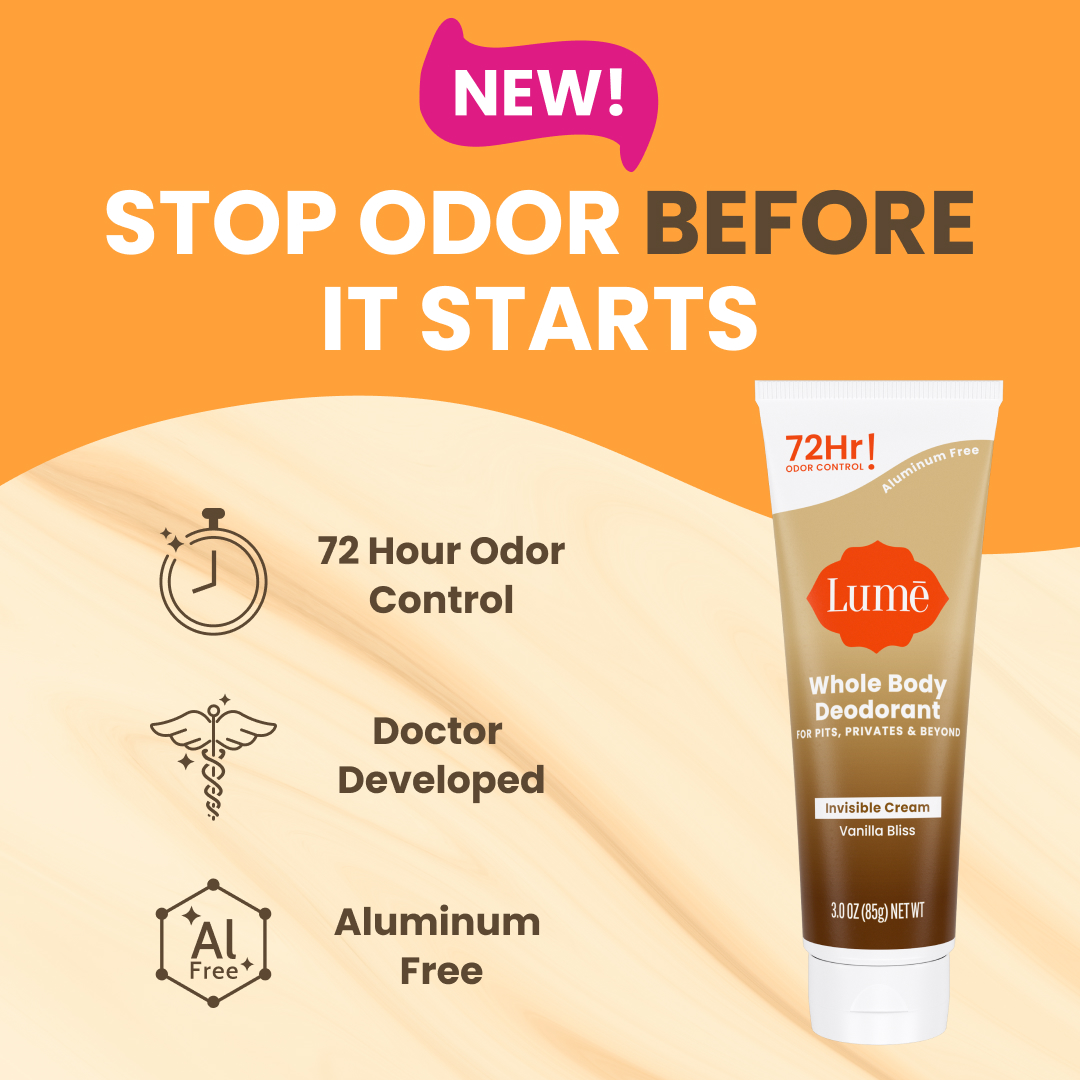 NEW!
STOP ODOR BEFORE
IT STARTS
72 Hour Odor
Control
Doctor
Developed
Al
Free
Aluminum
Free
72Hr!
ODOR CONTROL
Aluminum Free
Lumē
Whole Body
Deodorant
FOR PITS, PRIVATES & BEYOND
Invisible Cream
Vanilla Bliss
3.0 OZ (85g) NET WT